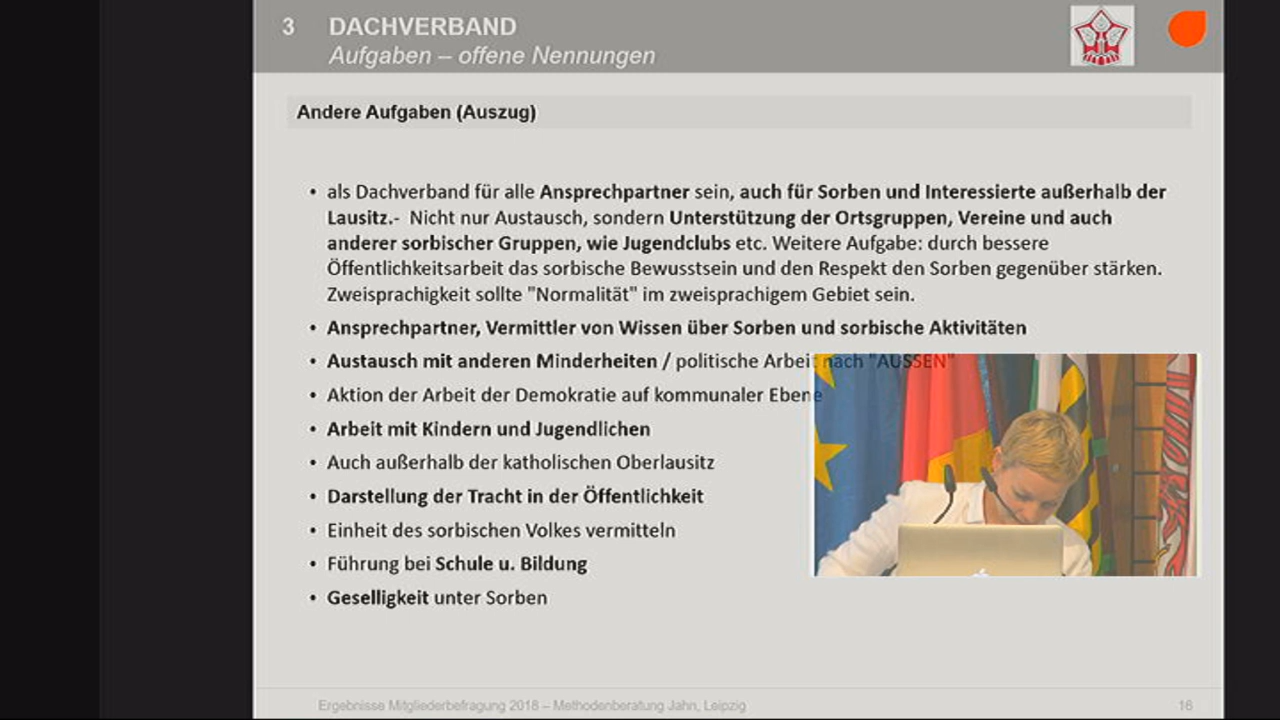 3 DACHVERBAND
Aufgaben – offene Nennungen
Andere Aufgaben (Auszug)
• als Dachverband für alle Ansprechpartner sein, auch für Sorben und Interessierte außerhalb der
Lausitz.- Nicht nur Austausch, sondern Unterstützung der Ortsgruppen, Vereine und auch
anderer sorbischer Gruppen, wie Jugendclubs etc. Weitere Aufgabe: durch bessere
Öffentlichkeitsarbeit das sorbische Bewusstsein und den Respekt den Sorben gegenüber stärken.
Zweisprachigkeit sollte "Normalität" im zweisprachigem Gebiet sein.
• Ansprechpartner, Vermittler von Wissen über Sorben und sorbische Aktivitäten
• Austausch mit anderen Minderheiten / politische Arbeit nach "AUSSEN"
• Aktion der Arbeit der Demokratie auf kommunaler Ebene
• Arbeit mit Kindern und Jugendlichen
• Auch außerhalb der katholischen Oberlausitz
• Darstellung der Tracht in der Öffentlichkeit
• Einheit des sorbischen Volkes vermitteln
• Führung bei Schule u. Bildung
• Geselligkeit unter Sorben
Ergebnisse Mitgliederbefragung 2018 – Methodenberatung Jahn, Leipzig 16